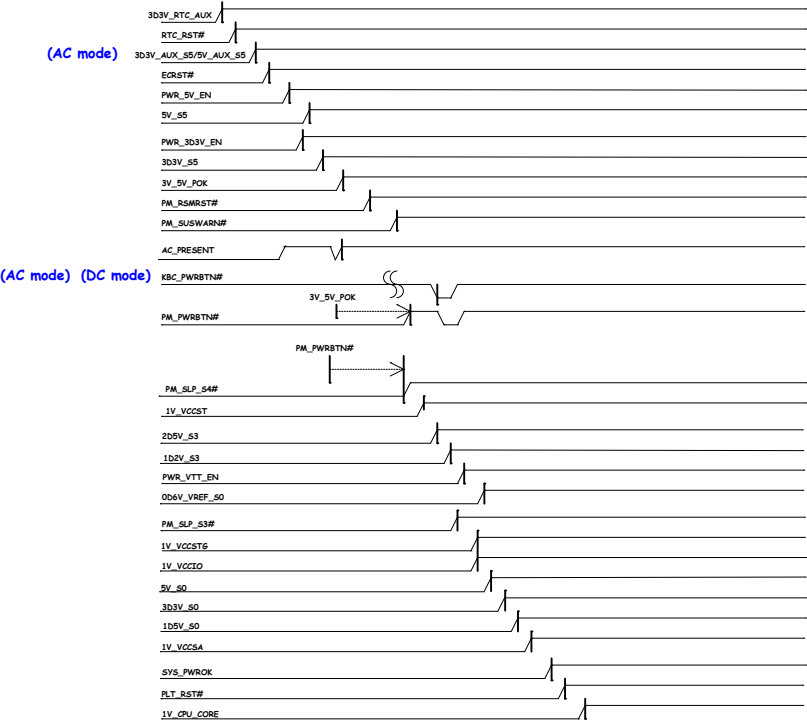 3D3V_RTC_AUX
RTC_RST#
(AC mode) 3D3V_AUX_S5/5V_AUX_S5
ECRST#
PWR_5V_EN
5V_S5
PWR_3D3V_EN
3D3V_S5
3V_5V_POK
PM_RSMRST#
PM_SUSWARN#
AC_PRESENT
(AC mode) (DC mode) KBC_PWRBTN#
3V_5V_POK
PM_PWRBTN#
PM_PWRBTN#
PM_SLP_S4#
1V_VCCST
2D5V_S3
1D2V_S3
PWR_VTT_EN
0D6V_VREF_S0
PM_SLP_S3#
1V_VCCSTG
1V_VCCIO
5V_S0
3D3V_S0
1D5V_S0
1V_VCCSA
SYS_PWROK
PLT_RST#
1V_CPU_CORE